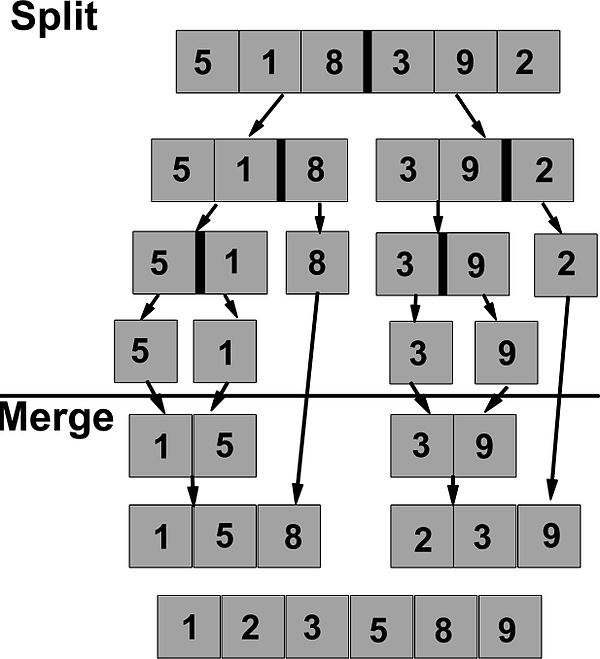 Split
5 1 8 3 9 2
5 1 8 3 9 2
5 1 8 3 9 2
5 1 3 9
Merge
1 5 3 9
1 5 8 2 3 9
1 2 3 5 8 9